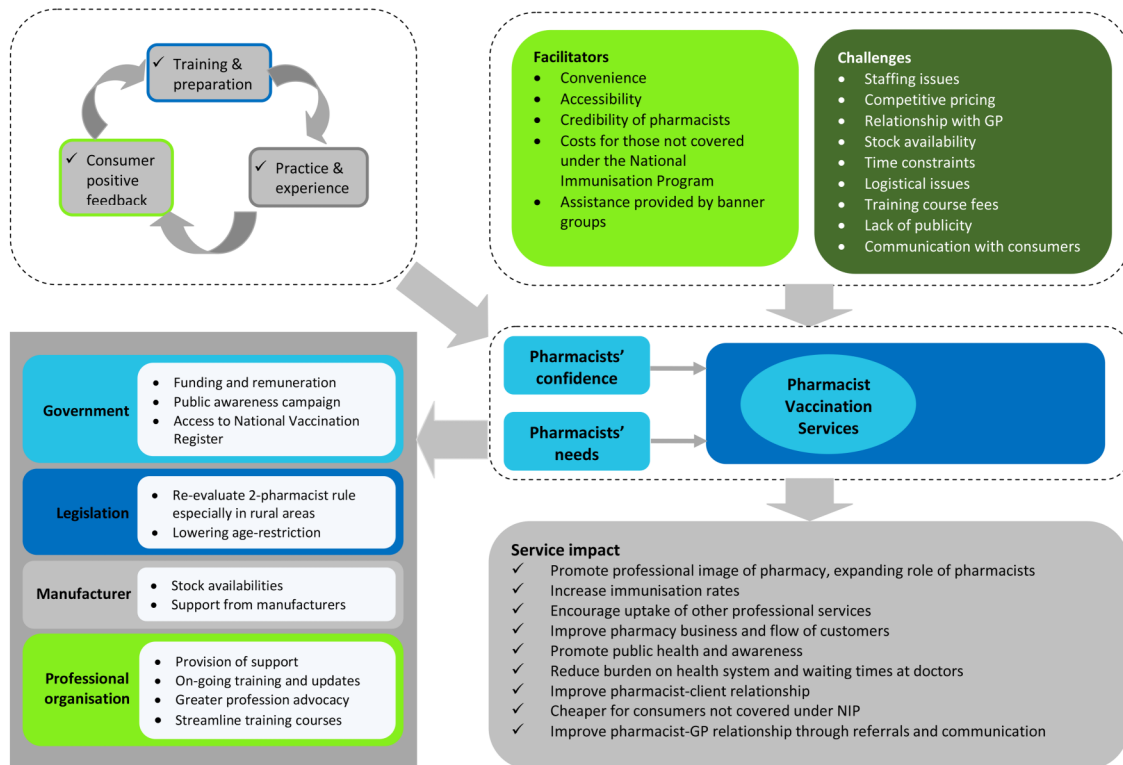 ✓ Training &
preparation
✓ Consumer
positive
feedback
✓ Practice &
experience
Facilitators
• Convenience
• Accessibility
• Credibility of pharmacists
• Costs for those not covered
under the National
Immunisation Program
• Assistance provided by banner
groups
Challenges
• Staffing issues
• Competitive pricing
• Relationship with GP
• Stock availability
• Time constraints
• Logistical issues
• Training course fees
• Lack of publicity
• Communication with consumers
Pharmacists’
confidence
Pharmacists’
needs
Pharmacist
Vaccination
Services
Government
• Funding and remuneration
• Public awareness campaign
• Access to National Vaccination
Register
Legislation
• Re-evaluate 2-pharmacist rule
especially in rural areas
• Lowering age-restriction
Manufacturer
• Stock availabilities
• Support from manufacturers
Professional
organisation
• Provision of support
• On-going training and updates
• Greater profession advocacy
• Streamline training courses
Service impact
✓ Promote professional image of pharmacy, expanding role of pharmacists
✓ Increase immunisation rates
✓ Encourage uptake of other professional services
✓ Improve pharmacy business and flow of customers
✓ Promote public health and awareness
✓ Reduce burden on health system and waiting times at doctors
✓ Improve pharmacist-client relationship
✓ Cheaper for consumers not covered under NIP
✓ Improve pharmacist-GP relationship through referrals and communication